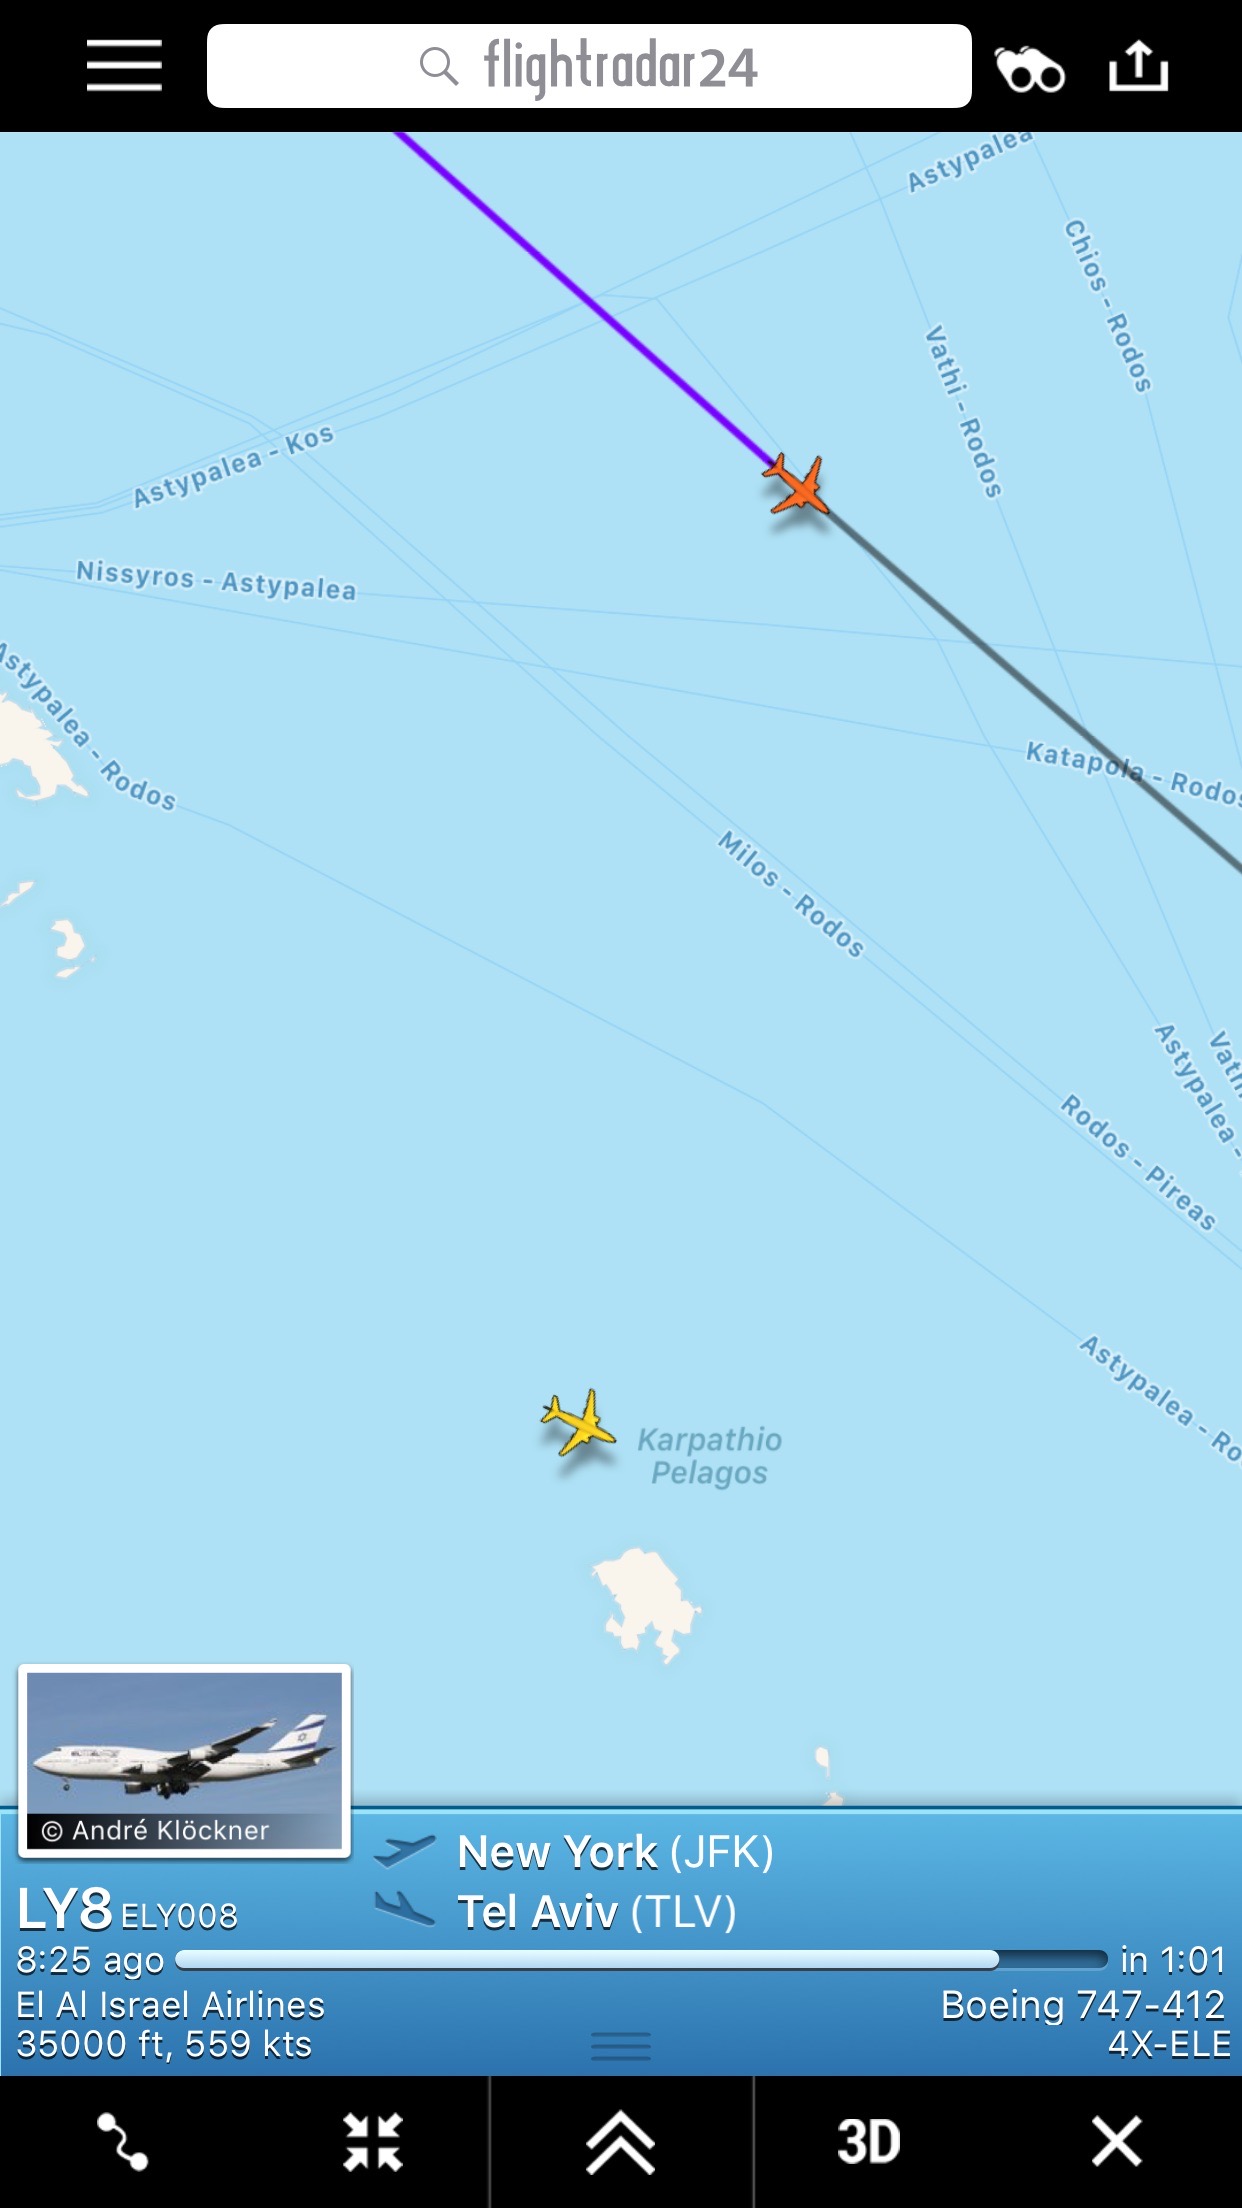 flightradar24
Astypalea
Chios - Rodos
Vathi - Rodos
Astypalea - Kos
Nissyros - Astypalea
Astypalea - Rodos
Katapola - Rodos
Milos - Rodos
Astypalea -
Vathi
Rodos - Pireas
Astypalea - Ro
Karpathio
Pelagos
© André Klöckner
New York (JFK)
LY8 ELY008
Tel Aviv (TLV)
8:25 ago
in 1:01
El Al Israel Airlines
Boeing 747-412
35000 ft, 559 kts
4X-ELE
3D